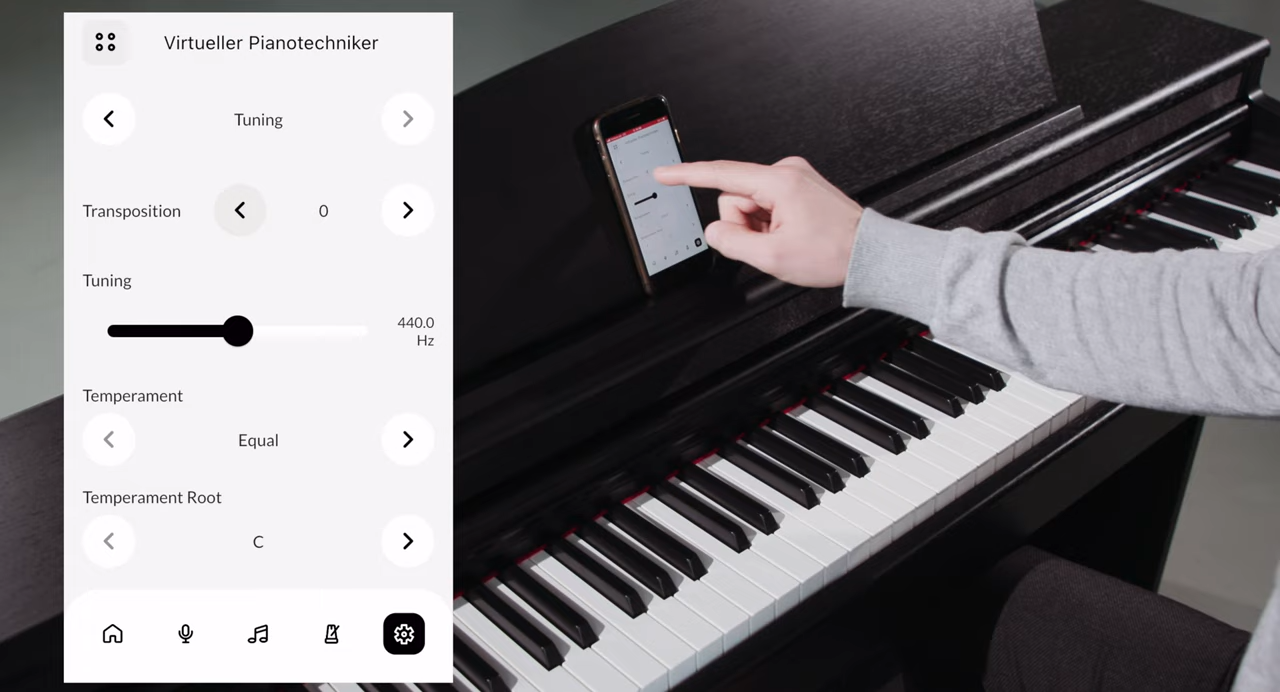 Virtueller Pianotechniker
Tuning
Transposition 0
Tuning
440.0
Hz
Temperament
Equal
Temperament Root
C